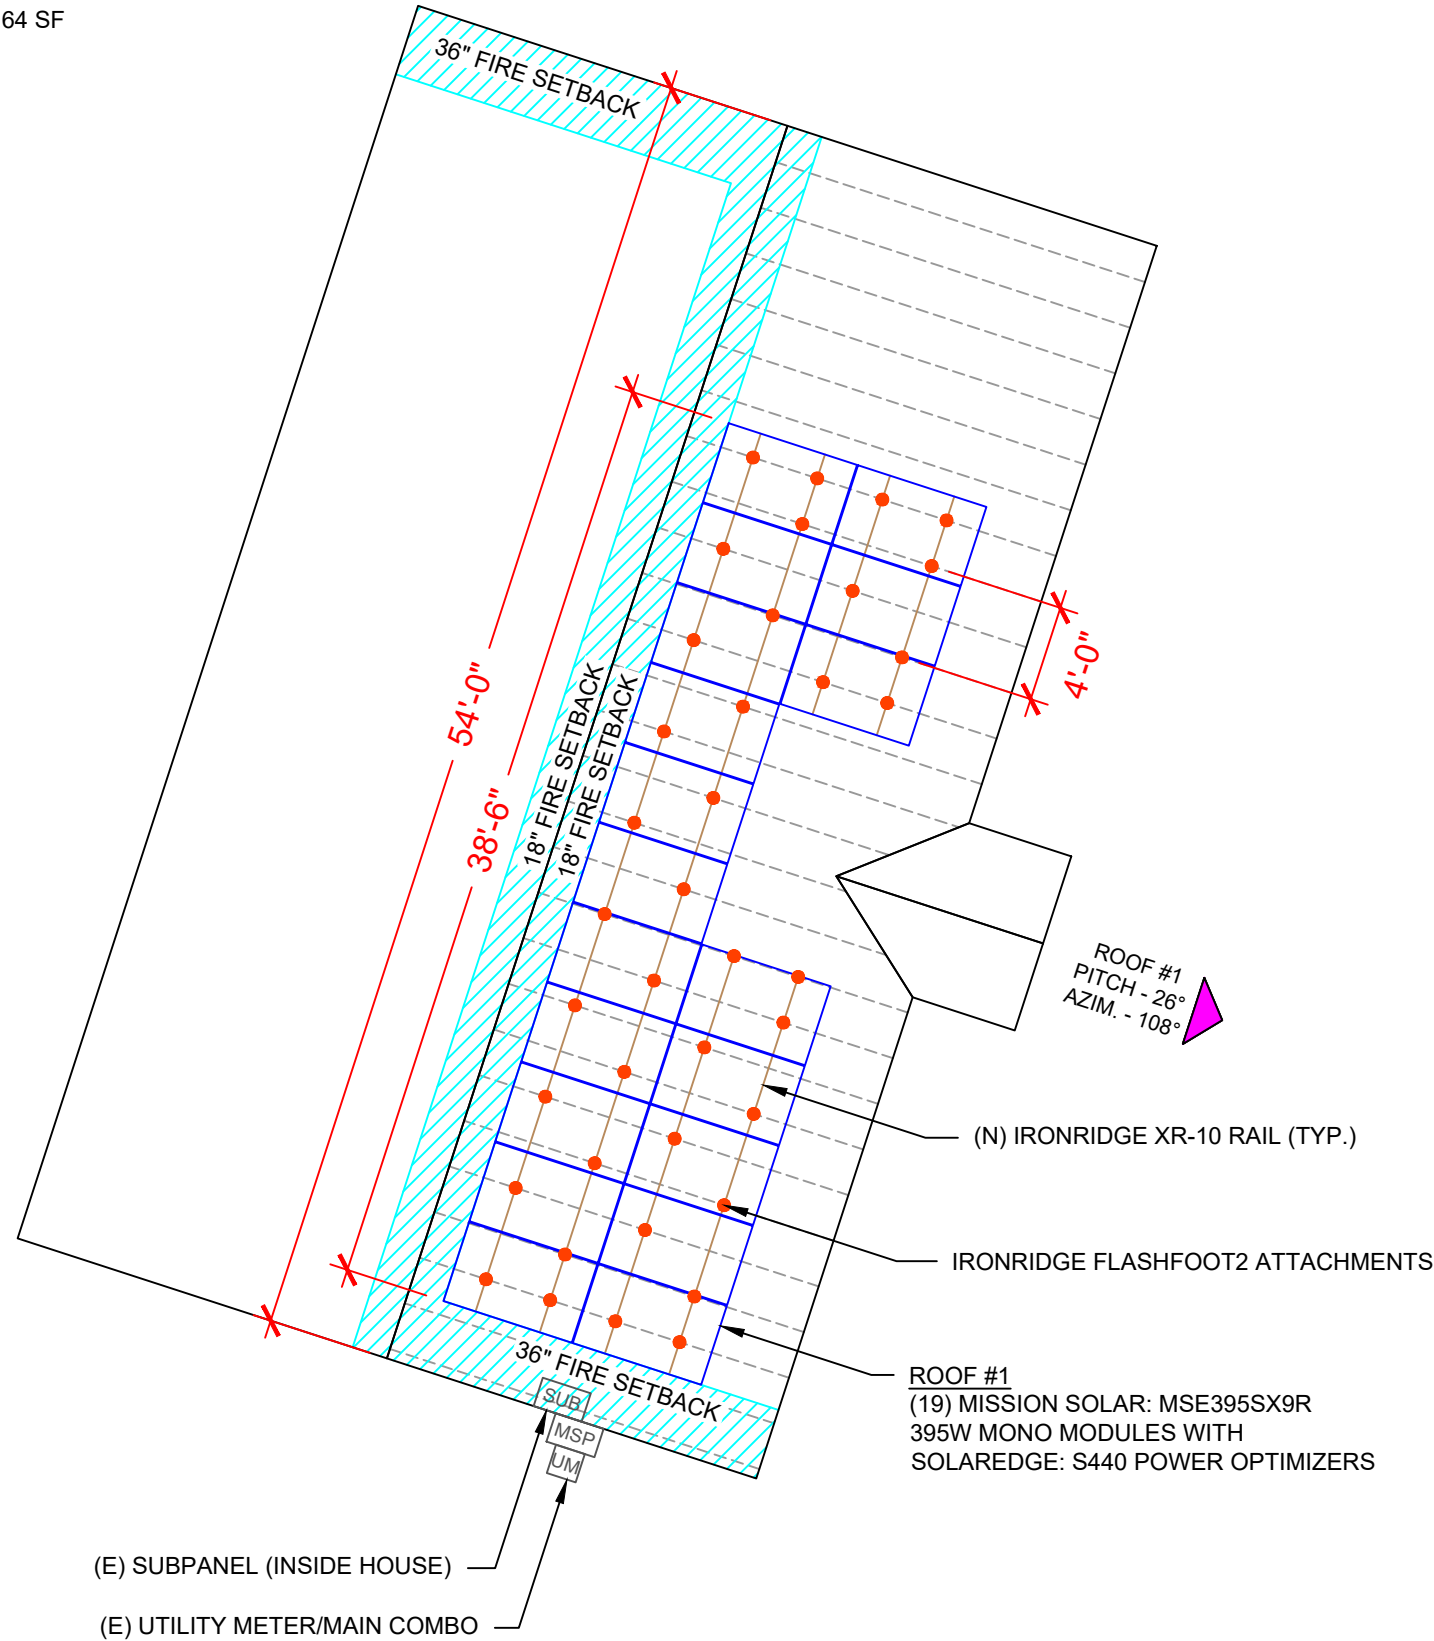 64 SF
36" FIRE SETBACK
54'-0"
38'-6"
18" FIRE SETBACK
18" FIRE SETBACK
4'-0"
ROOF #1
PITCH - 26°
AZIM. - 108°
(N) IRONRIDGE XR-10 RAIL (TYP.)
IRONRIDGE FLASHFOOT2 ATTACHMENTS
36" FIRE SETBACK
ROOF #1
(19) MISSION SOLAR: MSE395SX9R
395W MONO MODULES WITH
SOLAREDGE: S440 POWER OPTIMIZERS
SUB
MSP
UM
(E) SUBPANEL (INSIDE HOUSE)
(E) UTILITY METER/MAIN COMBO